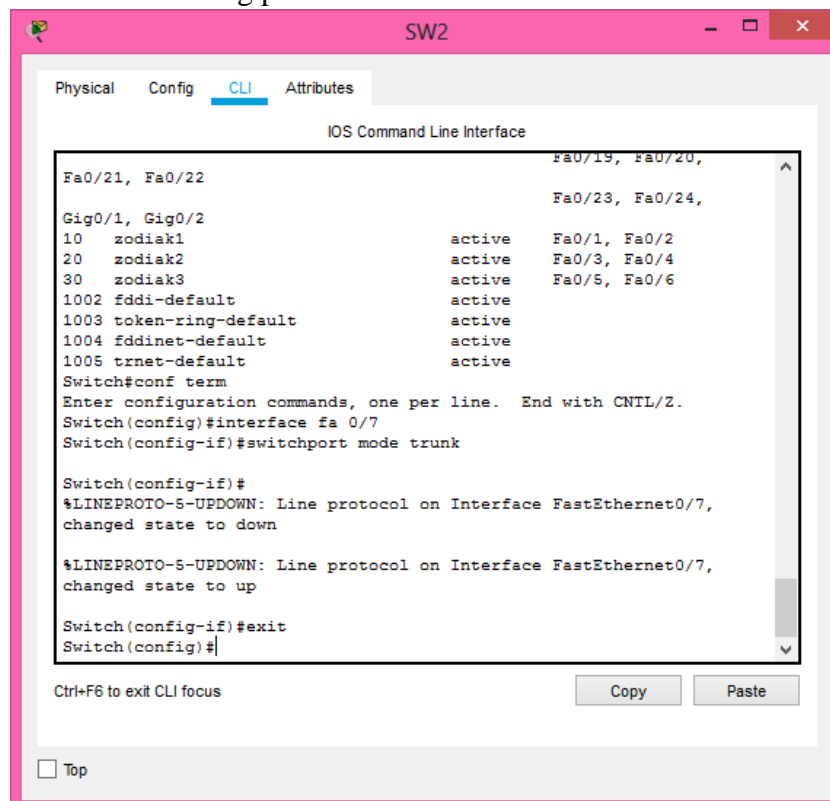 SW2
Physical Config CLI Attributes
IOS Command Line Interface
Fa0/19, Fa0/20,
Fa0/21, Fa0/22
Fa0/23, Fa0/24,
Gig0/1, Gig0/2
10 zodiak1 active Fa0/1, Fa0/2
20 zodiak2 active Fa0/3, Fa0/4
30 zodiak3 active Fa0/5, Fa0/6
1002 fddi-default active
1003 token-ring-default active
1004 fddinet-default active
1005 trnet-default active
Switch#conf term
Enter configuration commands, one per line. End with CNTL/Z.
Switch(config)#interface fa 0/7
Switch(config-if)#switchport mode trunk
Switch(config-if)#
%LINEPROTO-5-UPDOWN: Line protocol on Interface FastEthernet0/7,
changed state to down
%LINEPROTO-5-UPDOWN: Line protocol on Interface FastEthernet0/7,
changed state to up
Switch(config-if)#exit
Switch(config)#
Ctrl+F6 to exit CLI focus
Copy Paste
Top